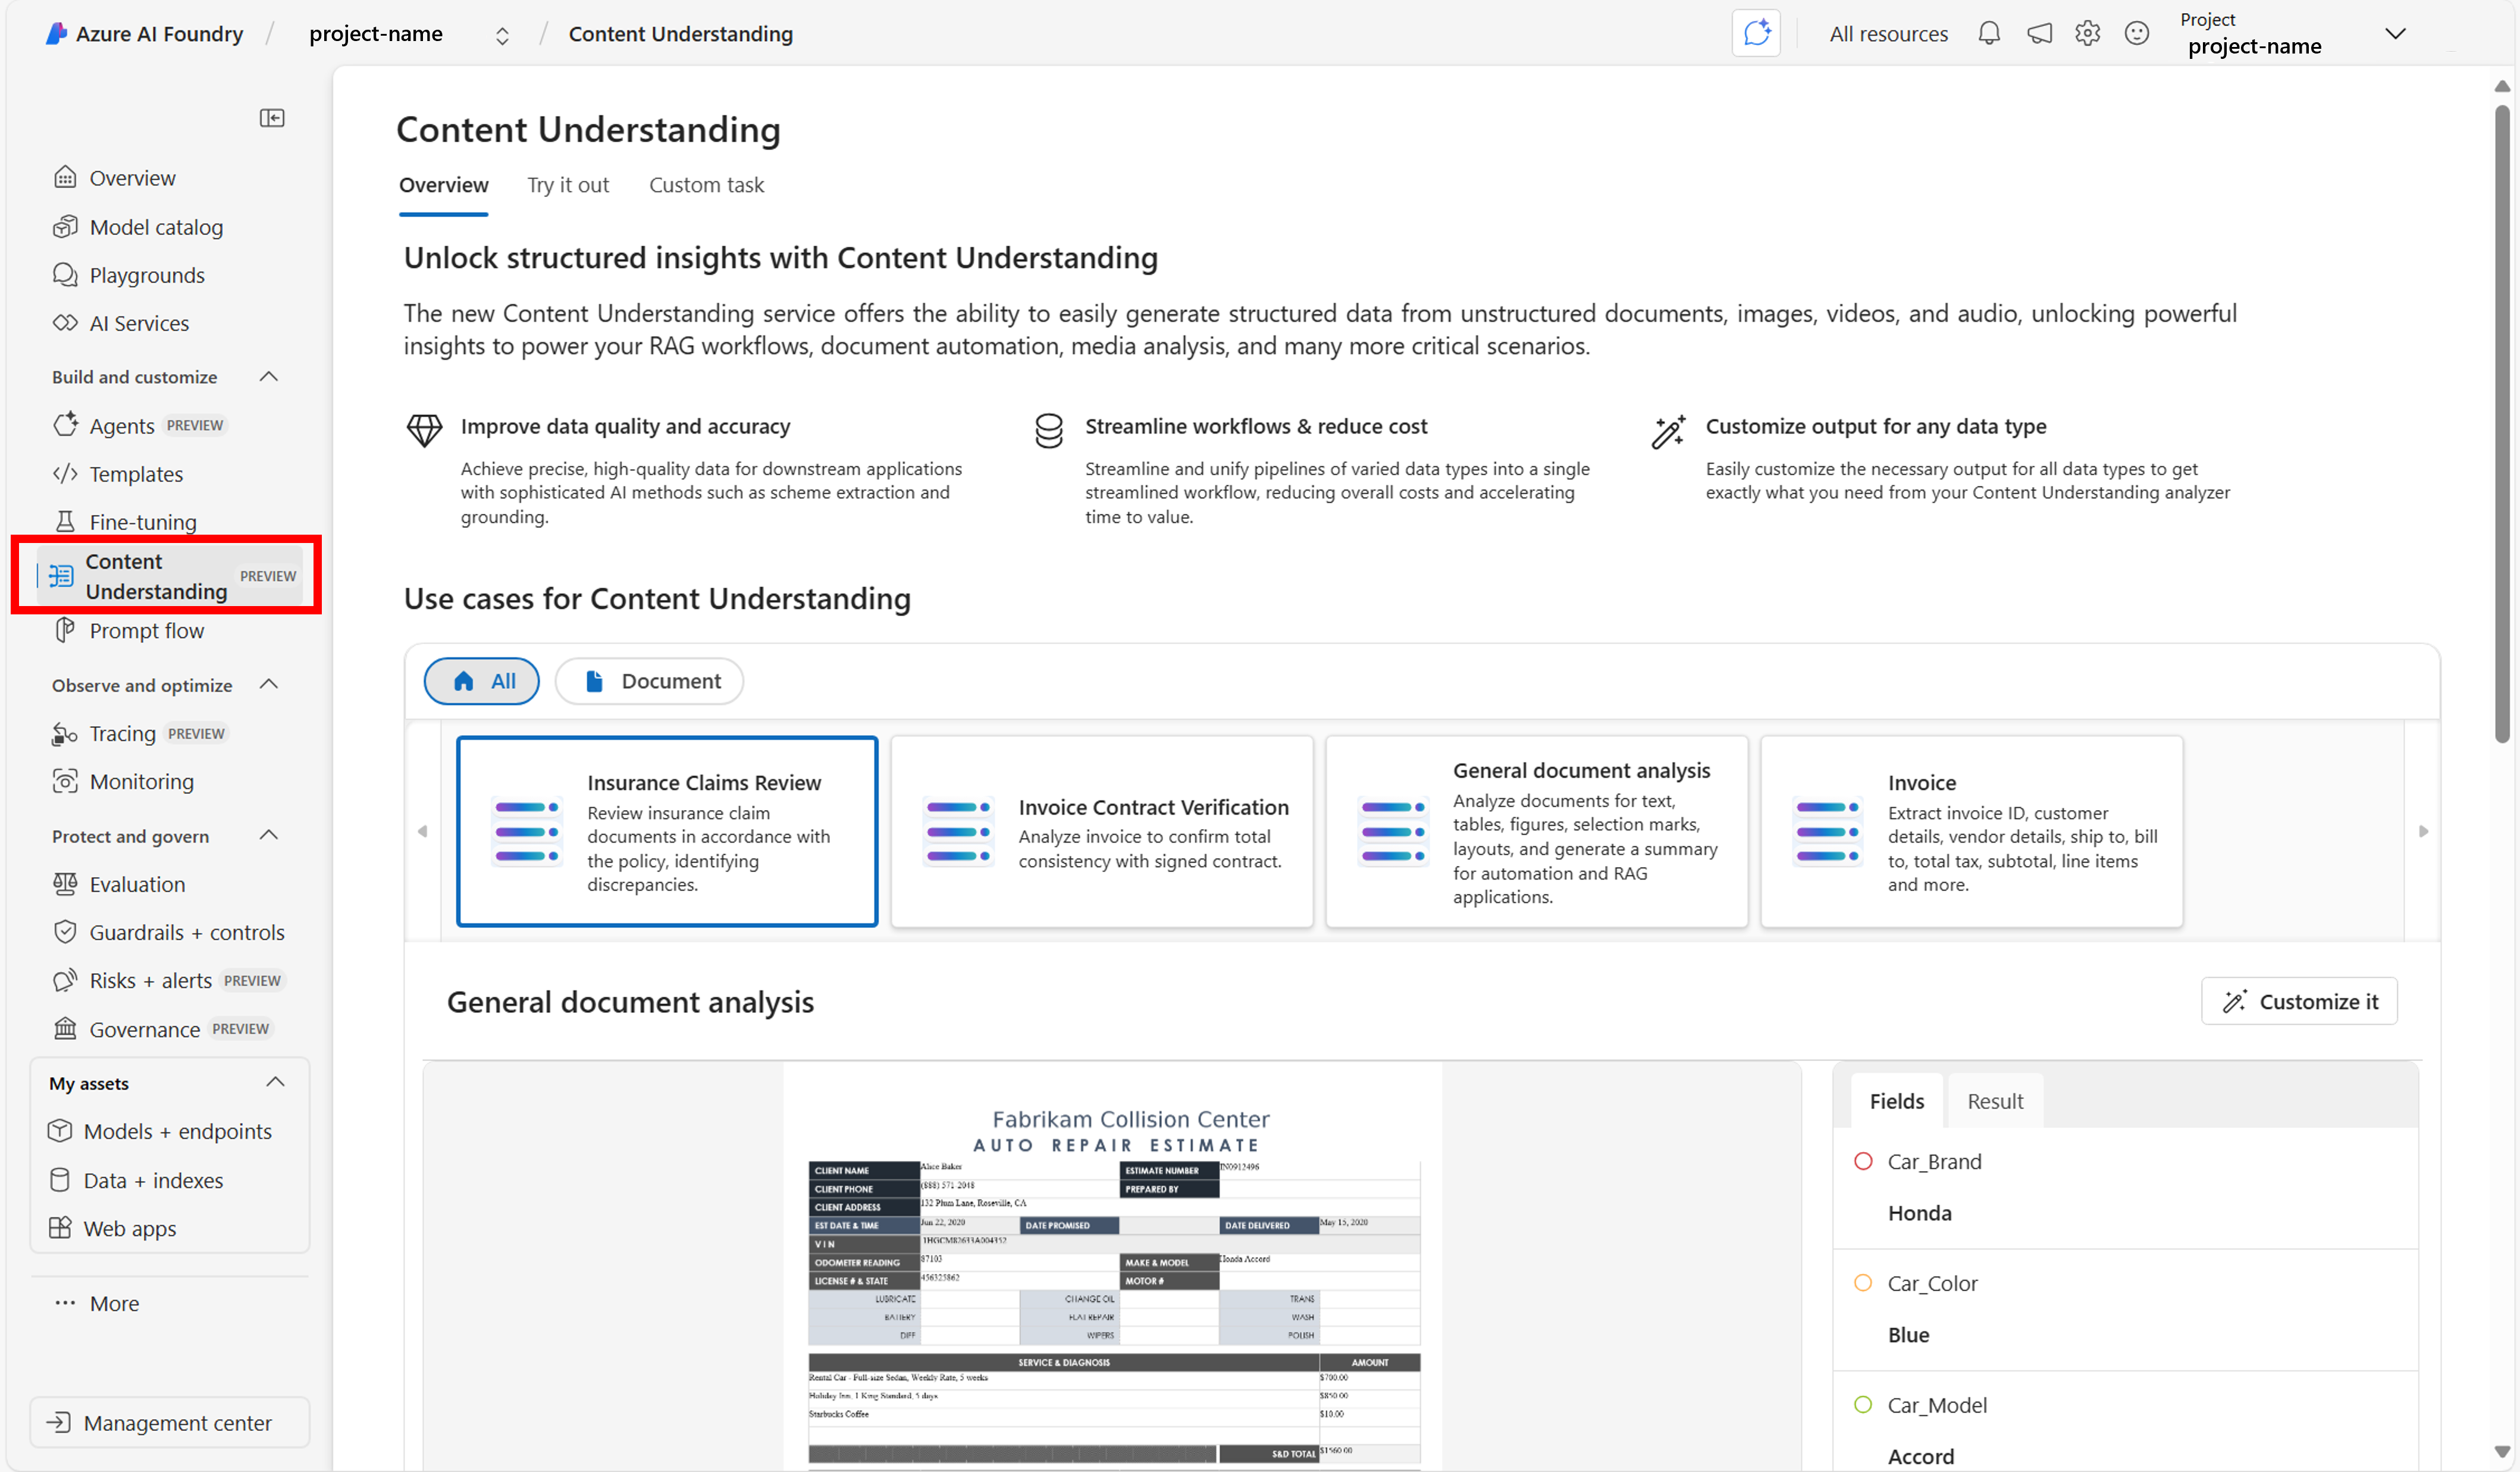 Azure AI Foundry / project-name / Content Understanding
All resources
Project
project-name
Overview
Model catalog
Playgrounds
AI Services
Build and customize
Agents PREVIEW
Templates
Fine-tuning
Content
Understanding PREVIEW
Prompt flow
Observe and optimize
Tracing PREVIEW
Monitoring
Protect and govern
Evaluation
Guardrails + controls
Risks + alerts PREVIEW
Governance PREVIEW
My assets
Models + endpoints
Data + indexes
Web apps
More
Management center
Content Understanding
Overview Try it out Custom task
Unlock structured insights with Content Understanding
The new Content Understanding service offers the ability to easily generate structured data from unstructured documents, images, videos, and audio, unlocking powerful
insights to power your RAG workflows, document automation, media analysis, and many more critical scenarios.
Improve data quality and accuracy
Achieve precise, high-quality data for downstream applications
with sophisticated AI methods such as scheme extraction and
grounding.
Streamline workflows & reduce cost
Streamline and unify pipelines of varied data types into a single
streamlined workflow, reducing overall costs and accelerating
time to value.
Customize output for any data type
Easily customize the necessary output for all data types to get
exactly what you need from your Content Understanding analyzer
Use cases for Content Understanding
All Document
Insurance Claims Review
Review insurance claim
documents in accordance with
the policy, identifying
discrepancies.
Invoice Contract Verification
Analyze invoice to confirm total
consistency with signed contract.
General document analysis
Analyze documents for text,
tables, figures, selection marks,
layouts, and generate a summary
for automation and RAG
applications.
Invoice
Extract invoice ID, customer
details, vendor details, ship to, bill
to, total tax, subtotal, line items
and more.
General document analysis
Customize it
Fabrikam Collision Center
AUTO REPAIR ESTIMATE
CLIENT NAME Alice Baker ESTIMATE NUMBER IN0912496
CLIENT PHONE (888) 571-2048 PREPARED BY
CLIENT ADDRESS 132 Plum Lane, Roseville, CA
EST DATE & TIME Jun 22, 2020 DATE PROMISED DATE DELIVERED May 15, 2020
VIN 1HGCM82633A004352
ODOMETER READING 87103 MAKE & MODEL Honda Accord
LICENSE # & STATE 456325862 MOTOR #
LUBRICATE CHANGE OIL TRANS
BATTERY FLAT REPAIR WASH
DIFF WIPERS POLISH
SERVICE & DIAGNOSIS AMOUNT
Rental Car - Full-size Sedan, Weekly Rate, 5 weeks $700.00
Holiday Inn, 1 King Standard, 5 days $850.00
Starbucks Coffee $10.00
S&D TOTAL $1560.00
Fields Result
Car_Brand
Honda
Car_Color
Blue
Car_Model
Accord